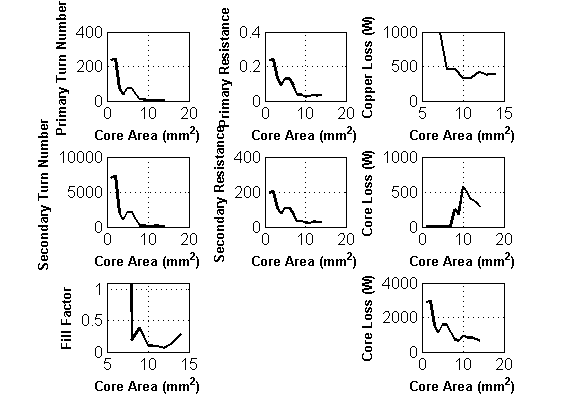 Primary Turn Number
400
200
0
0 10 20
Core Area (mm2)
Primary Resistance
0.4
0.2
0
0 10 20
Core Area (mm2)
Copper Loss (W)
1000
500
0
5 10 14
Core Area (mm2)
Secondary Turn Number
10000
5000
0
0 10 20
Core Area (mm2)
Secondary Resistance
400
200
0
0 10 20
Core Area (mm2)
Core Loss (W)
1000
500
0
0 10 20
Core Area (mm2)
Fill Factor
1
0.5
0
5 10 15
Core Area (mm2)
Core Loss (W)
4000
2000
0
0 10 20
Core Area (mm2)